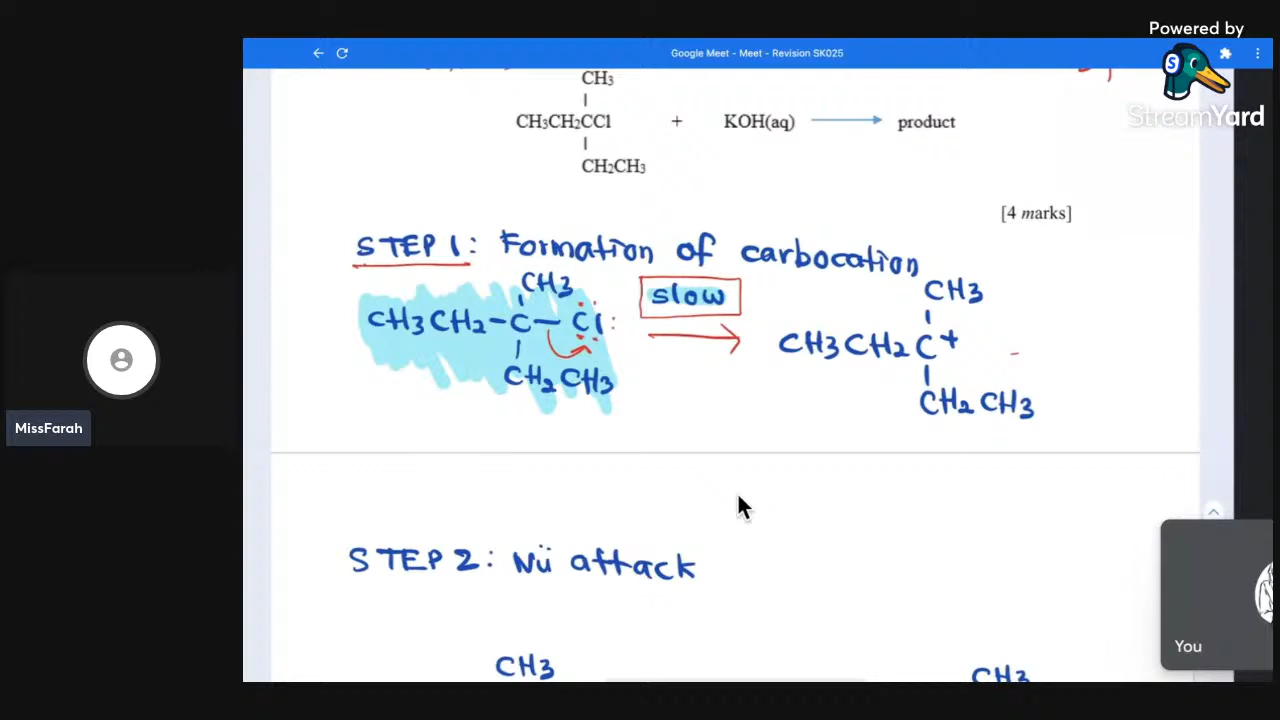 Powered by
StreamYard
Google Meet - Meet - Revision SK025
CH3
CH3CH2CCl + KOH(aq) → product
CH2CH3
[4 marks]
STEP 1: Formation of carbocation
CH3
CH3CH2-C-Cl:
CH2CH3
slow
CH3
CH3CH2C+
CH2CH3
MissFarah
STEP 2: Nü attack
You
CH3
CH3